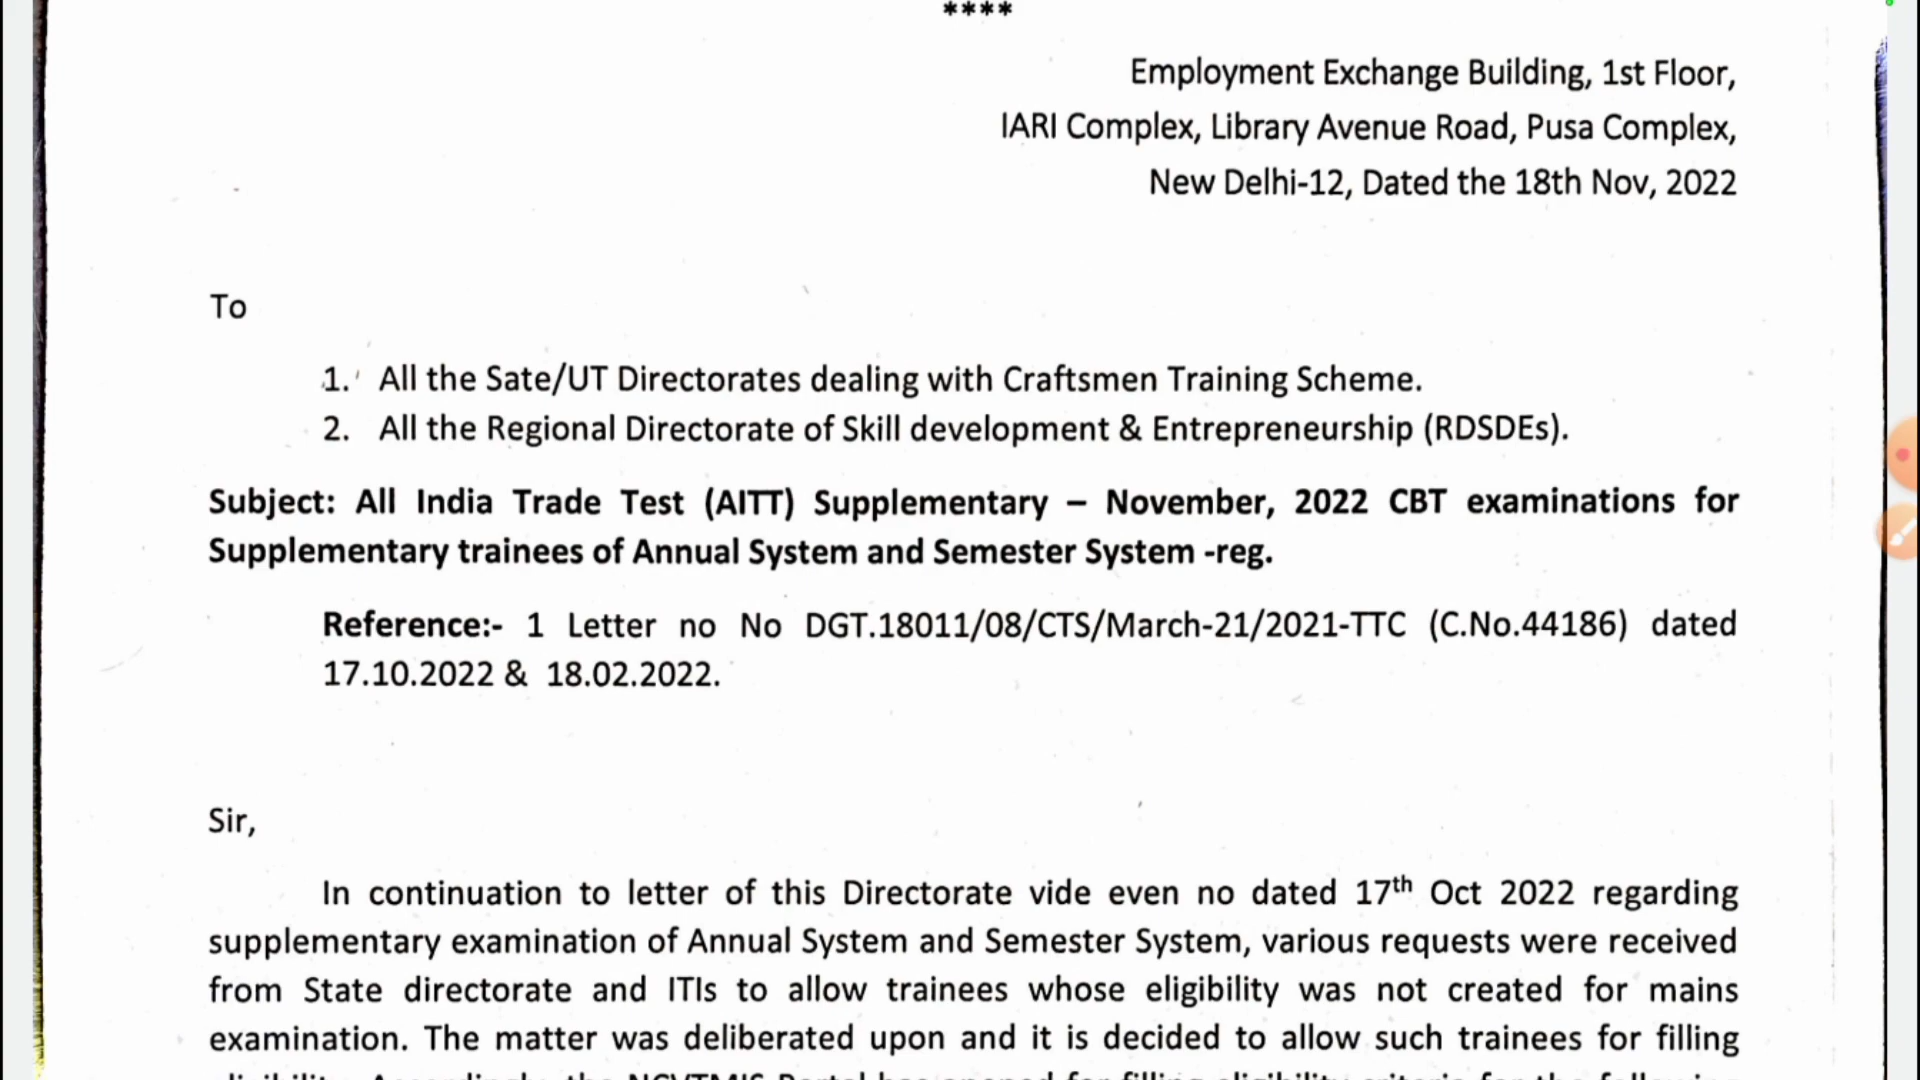 ****
Employment Exchange Building, 1st Floor,
IARI Complex, Library Avenue Road, Pusa Complex,
New Delhi-12, Dated the 18th Nov, 2022
To
1. All the Sate/UT Directorates dealing with Craftsmen Training Scheme.
2. All the Regional Directorate of Skill development & Entrepreneurship (RDSDEs).
Subject: All India Trade Test (AITT) Supplementary – November, 2022 CBT examinations for
Supplementary trainees of Annual System and Semester System -reg.
Reference:- 1 Letter no No DGT.18011/08/CTS/March-21/2021-TTC (C.No.44186) dated
17.10.2022 & 18.02.2022.
Sir,
In continuation to letter of this Directorate vide even no dated 17th Oct 2022 regarding
supplementary examination of Annual System and Semester System, various requests were received
from State directorate and ITIs to allow trainees whose eligibility was not created for mains
examination. The matter was deliberated upon and it is decided to allow such trainees for filling